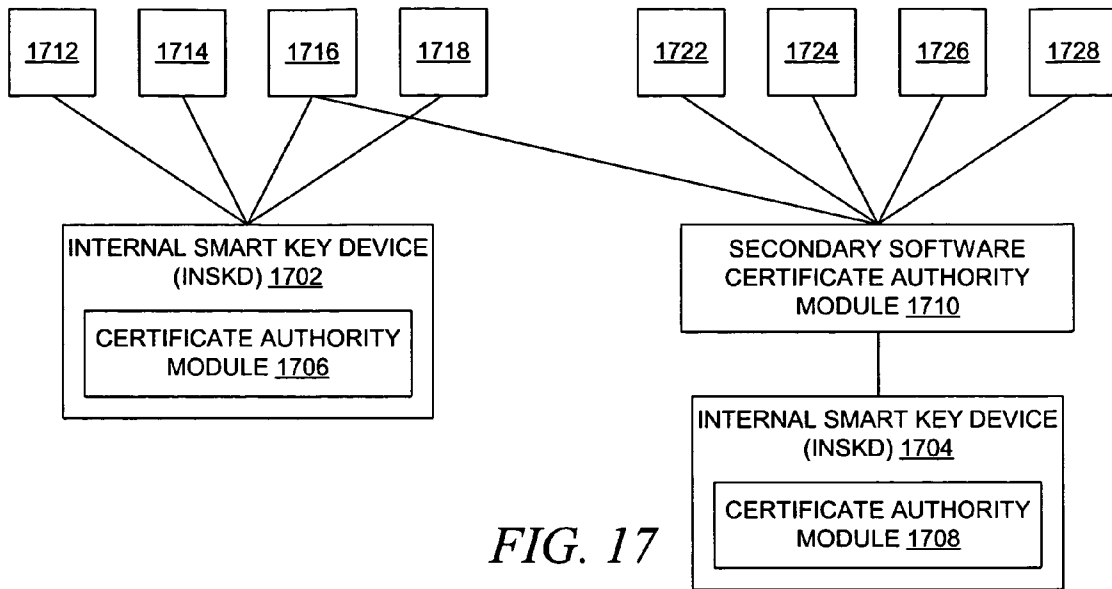 1712 1714 1716 1718 1722 1724 1726 1728
INTERNAL SMART KEY DEVICE
(INSKD) 1702
CERTIFICATE AUTHORITY
MODULE 1706
SECONDARY SOFTWARE
CERTIFICATE AUTHORITY
MODULE 1710
INTERNAL SMART KEY DEVICE
(INSKD) 1704
CERTIFICATE AUTHORITY
MODULE 1708
FIG. 17